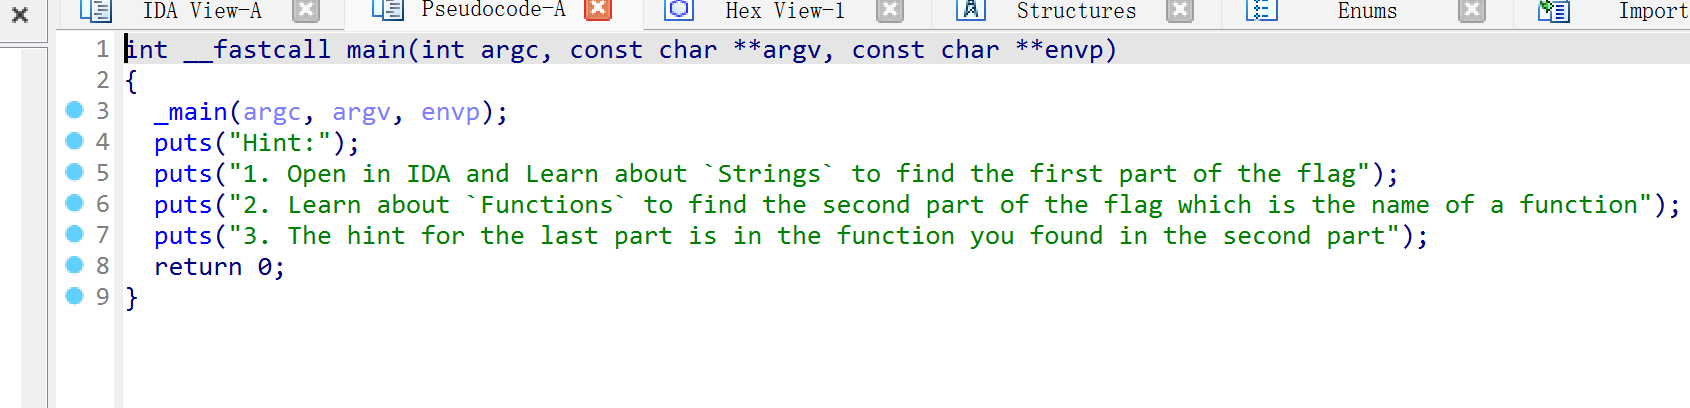 IDA View-A Pseudocode-A Hex View-1 Structures Enums Import
1 int __fastcall main(int argc, const char **argv, const char **envp)
2 {
3 _main(argc, argv, envp);
4 puts("Hint:");
5 puts("1. Open in IDA and Learn about `Strings` to find the first part of the flag");
6 puts("2. Learn about `Functions` to find the second part of the flag which is the name of a function");
7 puts("3. The hint for the last part is in the function you found in the second part");
8 return 0;
9 }